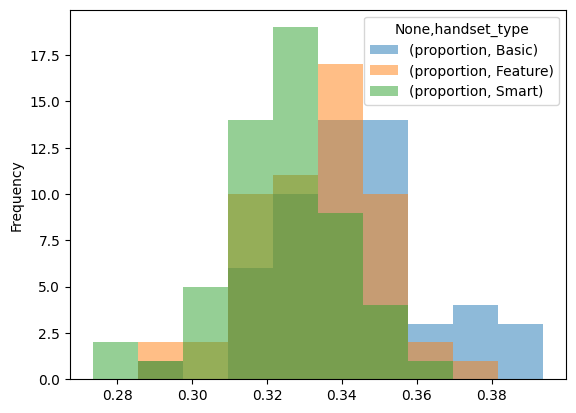 None,handset_type
(proportion, Basic)
(proportion, Feature)
(proportion, Smart)
Frequency
17.5
15.0
12.5
10.0
7.5
5.0
2.5
0.0
0.28 0.30 0.32 0.34 0.36 0.38